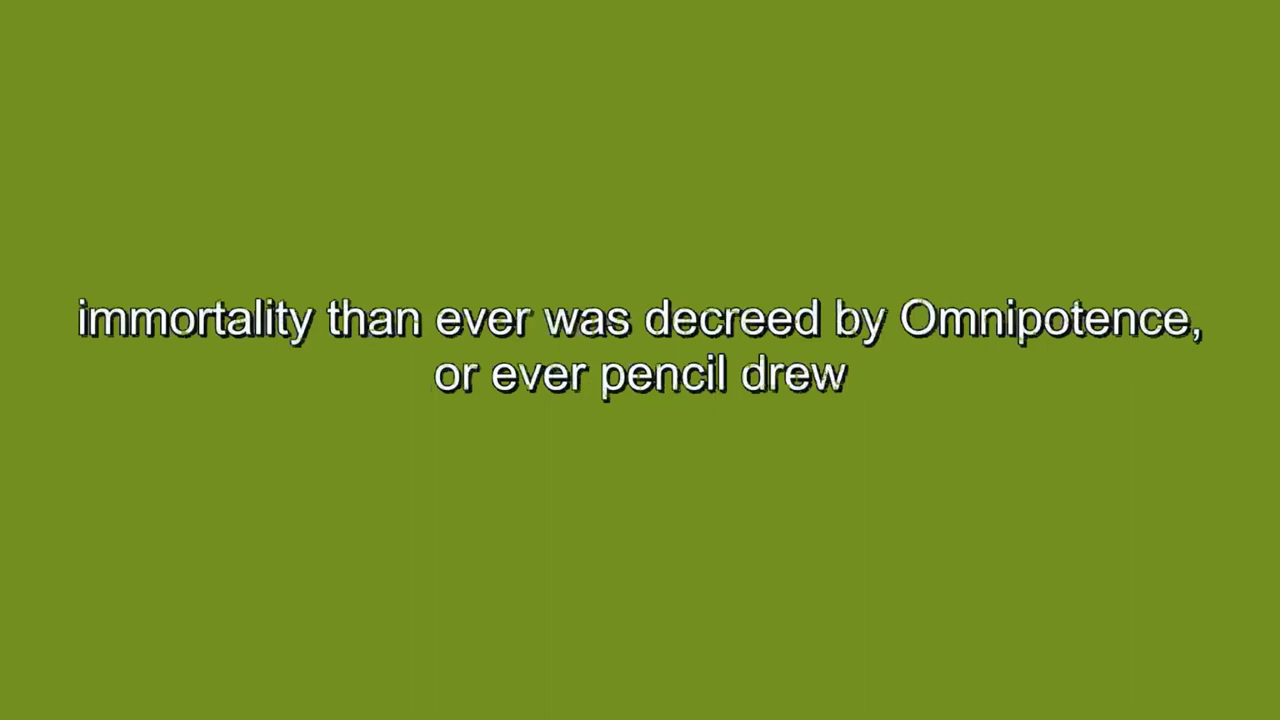 immortality than ever was decreed by Omnipotence,
or ever pencil drew